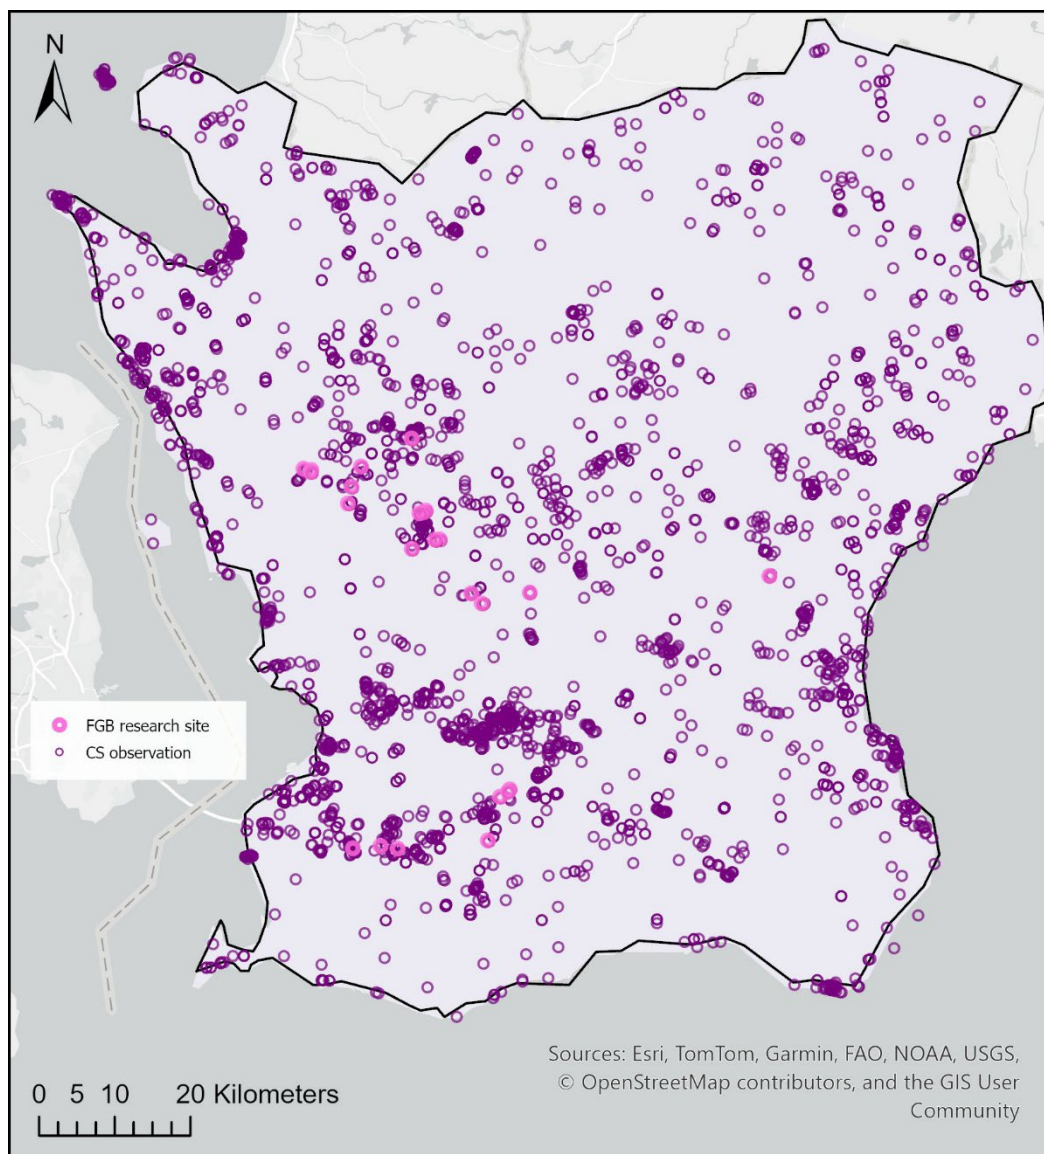 N
FGB research site
CS observation
Sources: Esri, TomTom, Garmin, FAO, NOAA, USGS,
© OpenStreetMap contributors, and the GIS User
Community
0 5 10 20 Kilometers